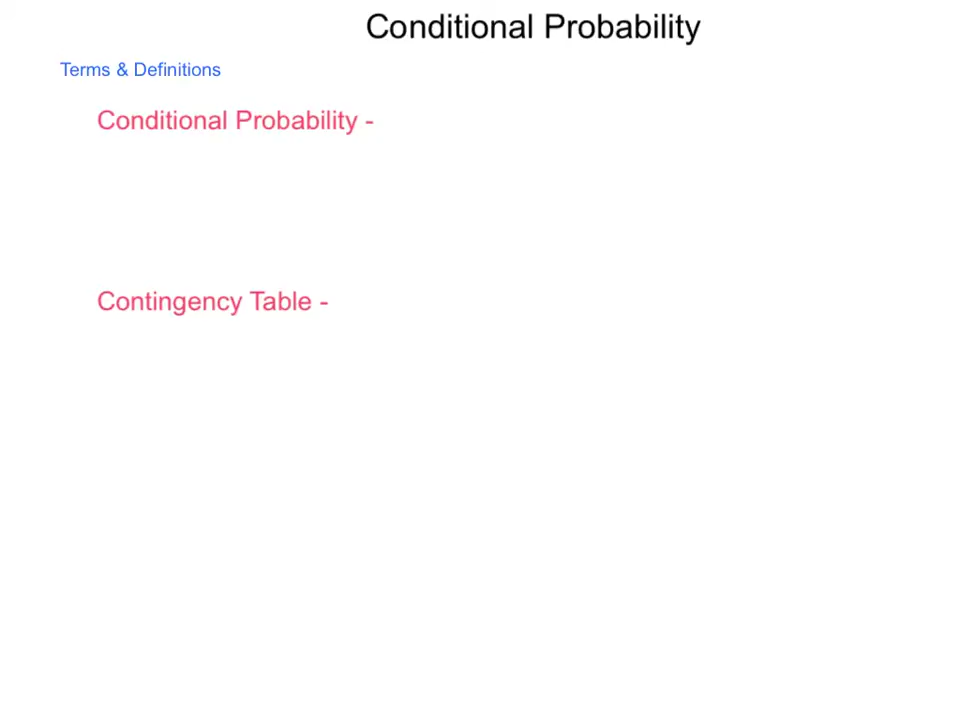 Conditional Probability
Terms & Definitions
Conditional Probability -
Contingency Table -